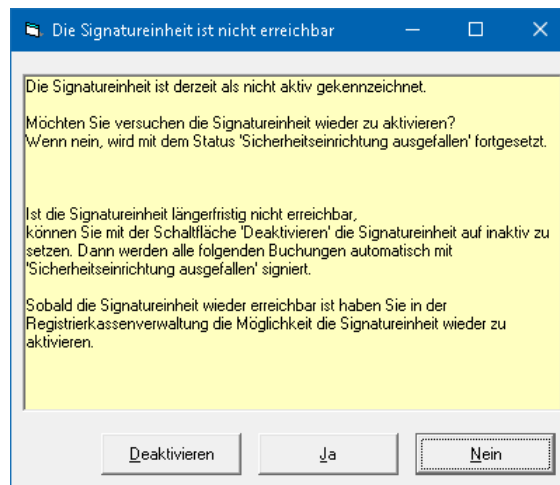 Die Signatureinheit ist nicht erreichbar
Die Signatureinheit ist derzeit als nicht aktiv gekennzeichnet.
Möchten Sie versuchen die Signatureinheit wieder zu aktivieren?
Wenn nein, wird mit dem Status 'Sicherheitseinrichtung ausgefallen' fortgesetzt.
Ist die Signatureinheit längerfristig nicht erreichbar,
können Sie mit der Schaltfläche 'Deaktivieren' die Signatureinheit auf inaktiv zu
setzen. Dann werden alle folgenden Buchungen automatisch mit
'Sicherheitseinrichtung ausgefallen' signiert.
Sobald die Signatureinheit wieder erreichbar ist haben Sie in der
Registrierkassenverwaltung die Möglichkeit die Signatureinheit wieder zu
aktivieren.
Deaktivieren Ja Nein